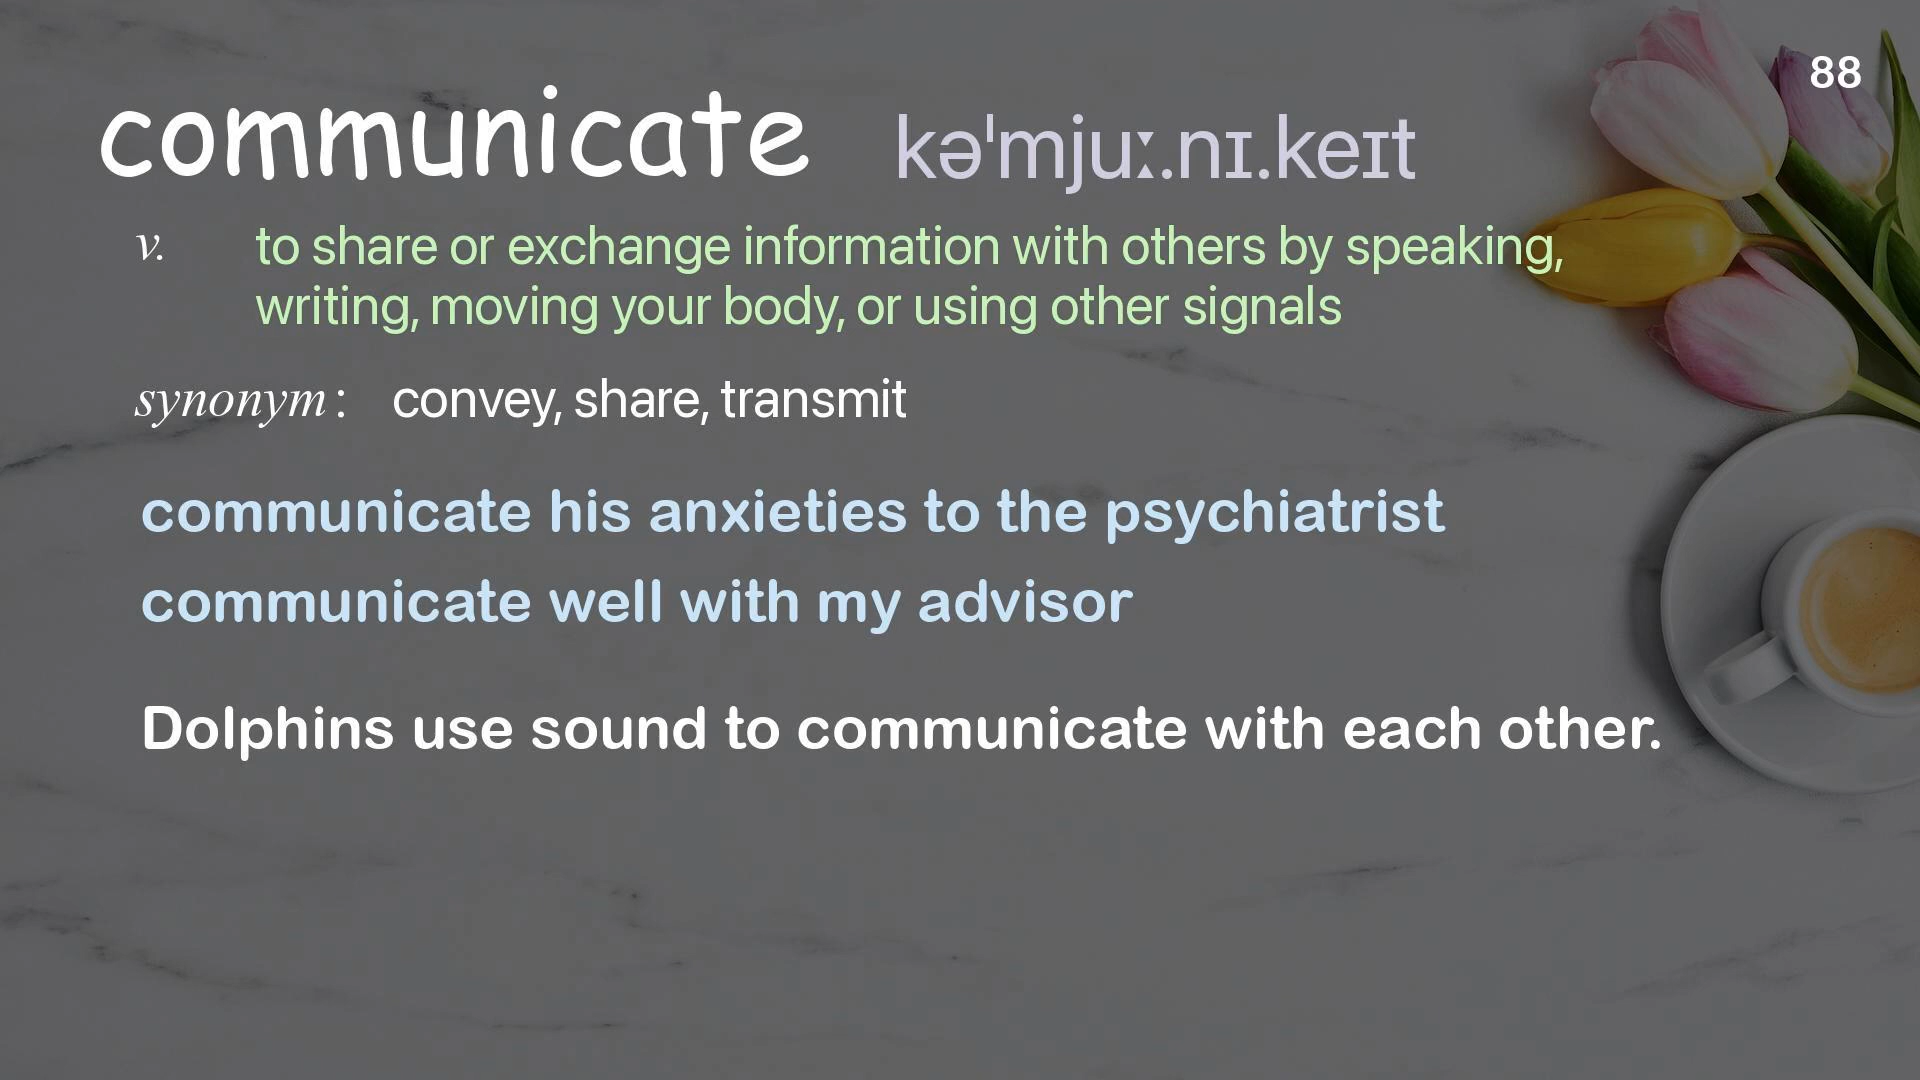 88
communicate kə'mjuː.nɪ.keɪt
v. to share or exchange information with others by speaking,
writing, moving your body, or using other signals
synonym : convey, share, transmit
communicate his anxieties to the psychiatrist
communicate well with my advisor
Dolphins use sound to communicate with each other.